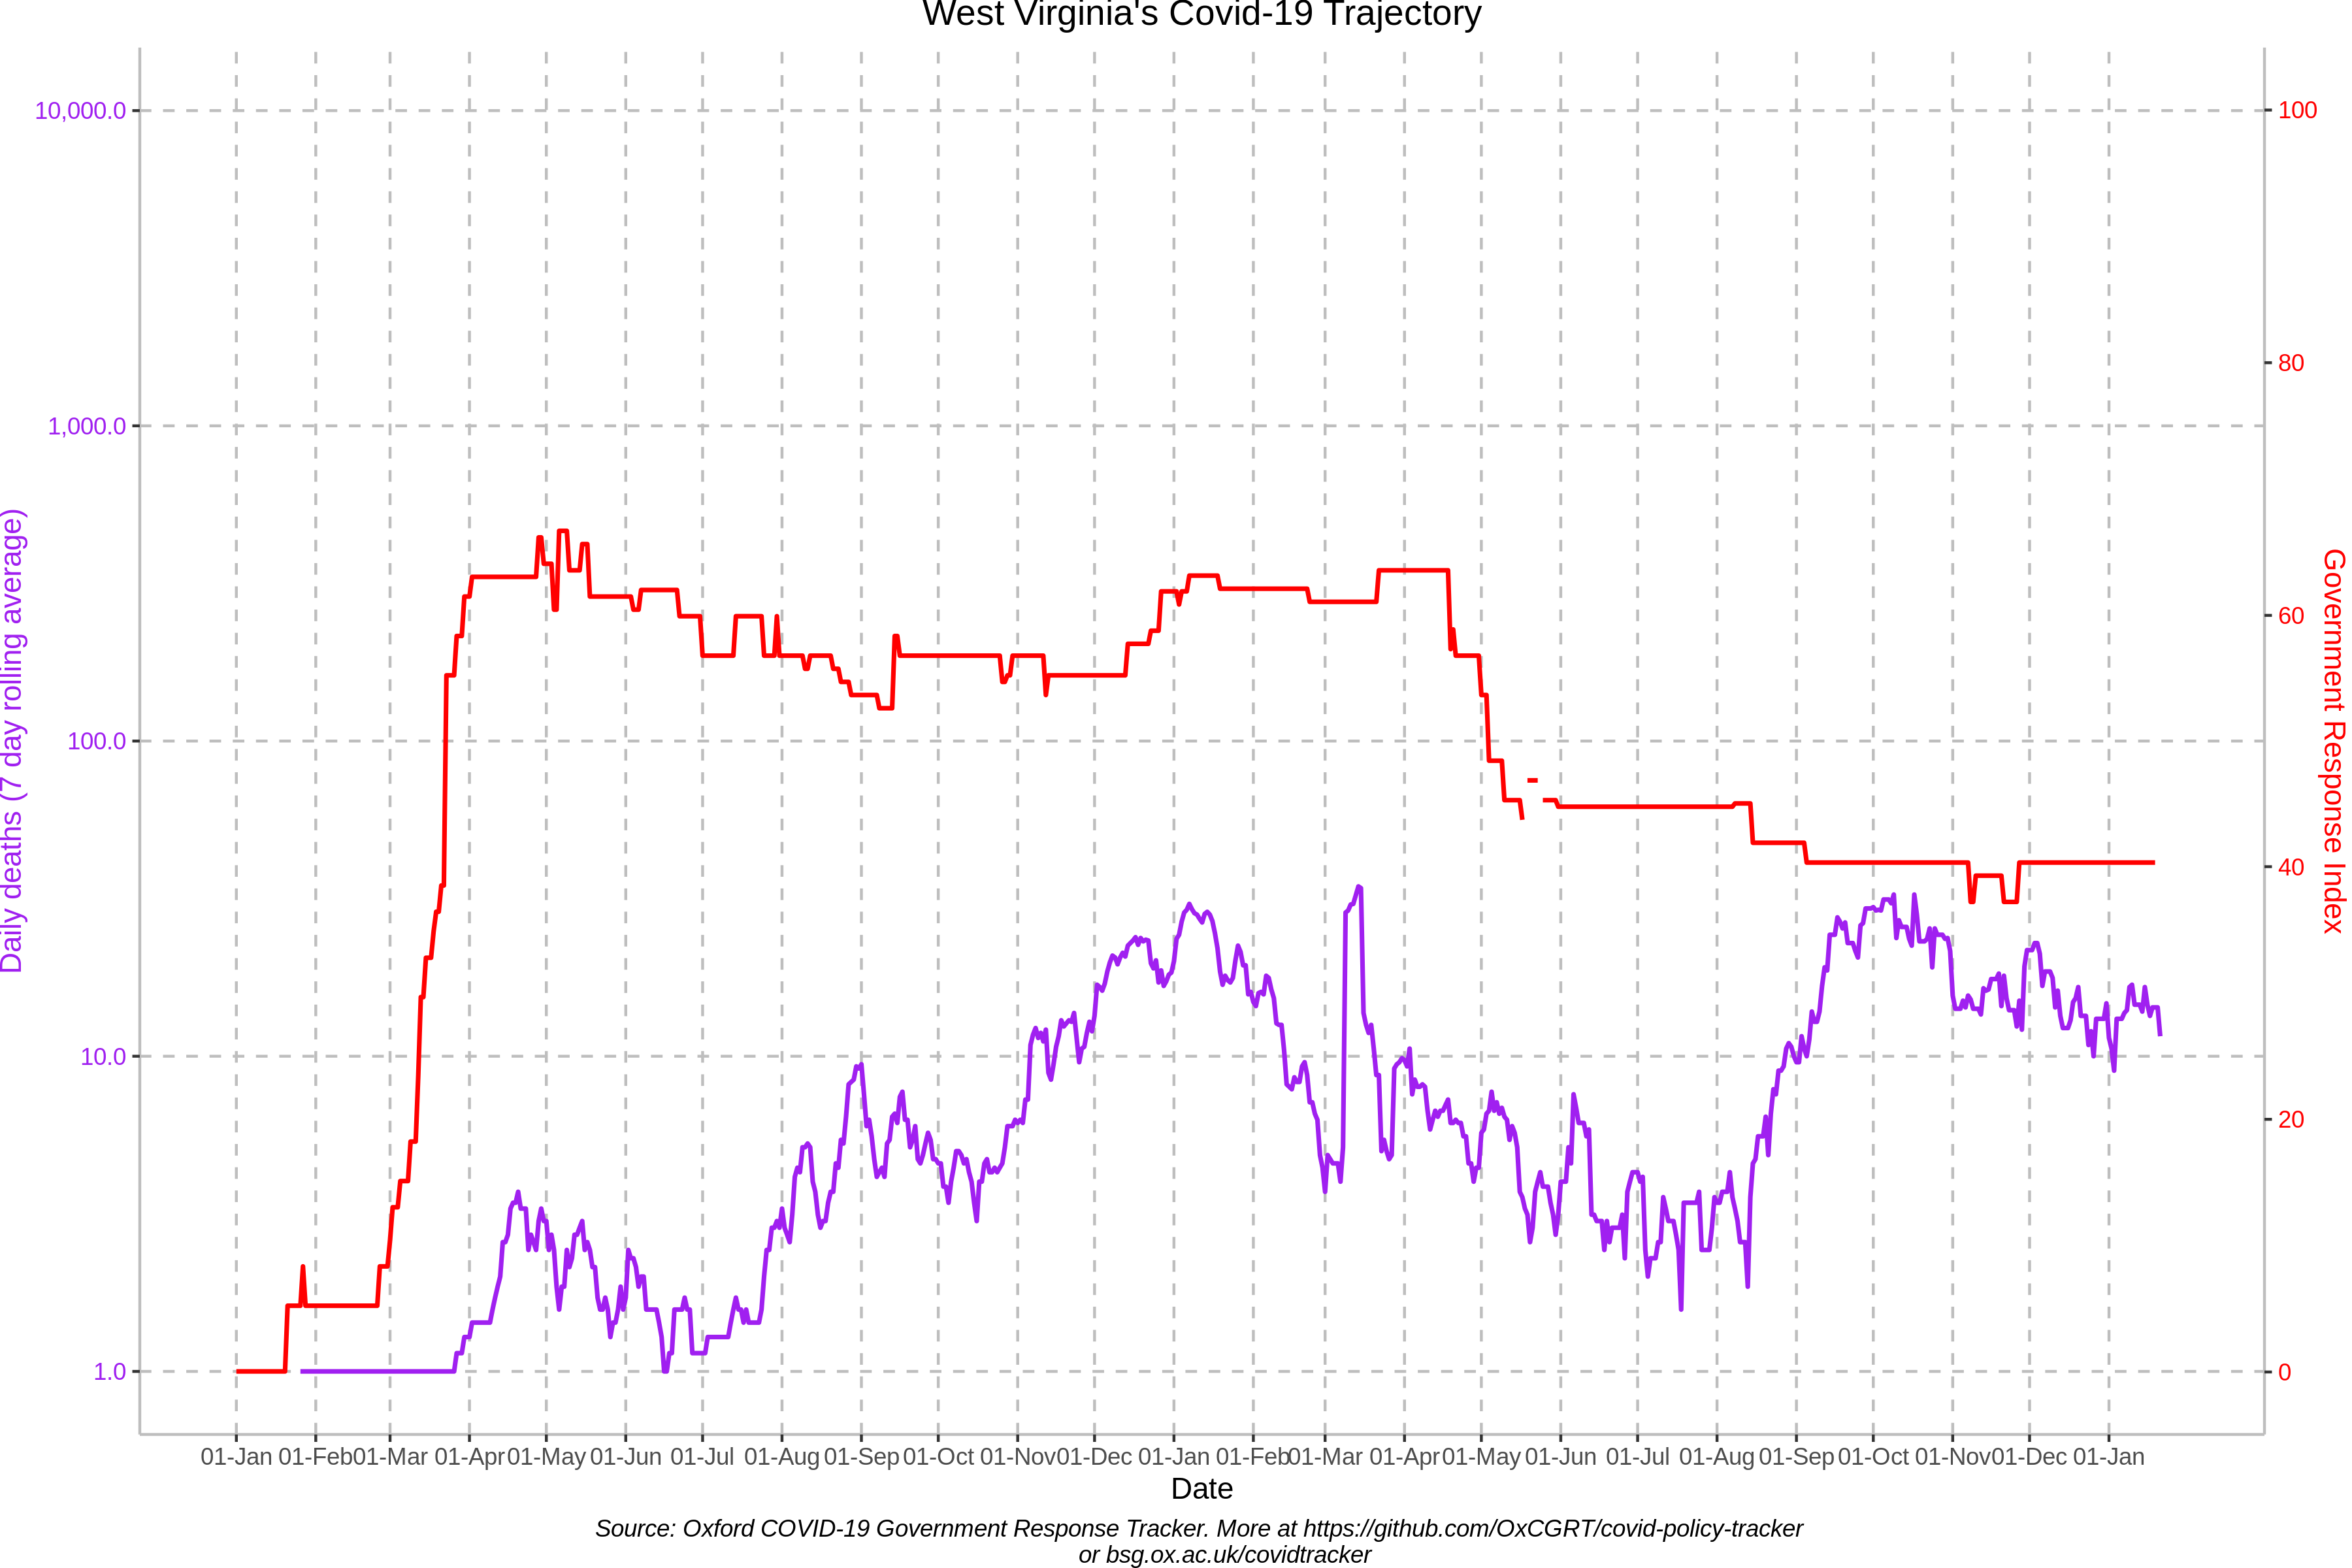 West Virginia's Covid-19 Trajectory
10,000.0
1,000.0
100.0
10.0
1.0
Daily deaths (7 day rolling average)
100
80
60
40
20
0
Government Response Index
01-Jan 01-Feb 01-Mar 01-Apr 01-May 01-Jun 01-Jul 01-Aug 01-Sep 01-Oct 01-Nov 01-Dec 01-Jan 01-Feb 01-Mar 01-Apr 01-May 01-Jun 01-Jul 01-Aug 01-Sep 01-Oct 01-Nov 01-Dec 01-Jan
Date
Source: Oxford COVID-19 Government Response Tracker. More at https://github.com/OxCGRT/covid-policy-tracker
or bsg.ox.ac.uk/covidtracker